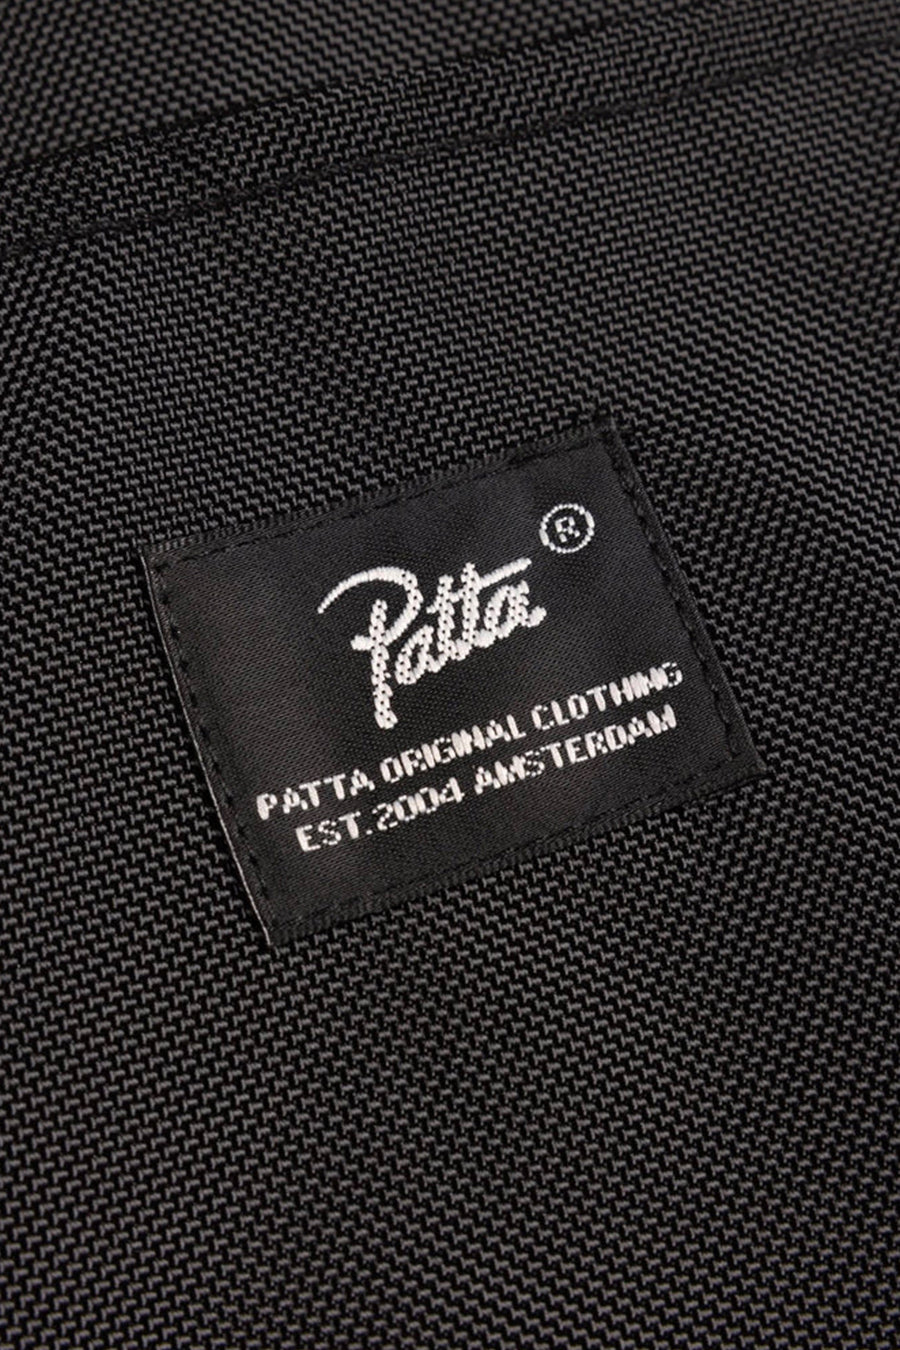 Patta ®
PATTA ORIGINAL CLOTHING
EST.2004 AMSTERDAM